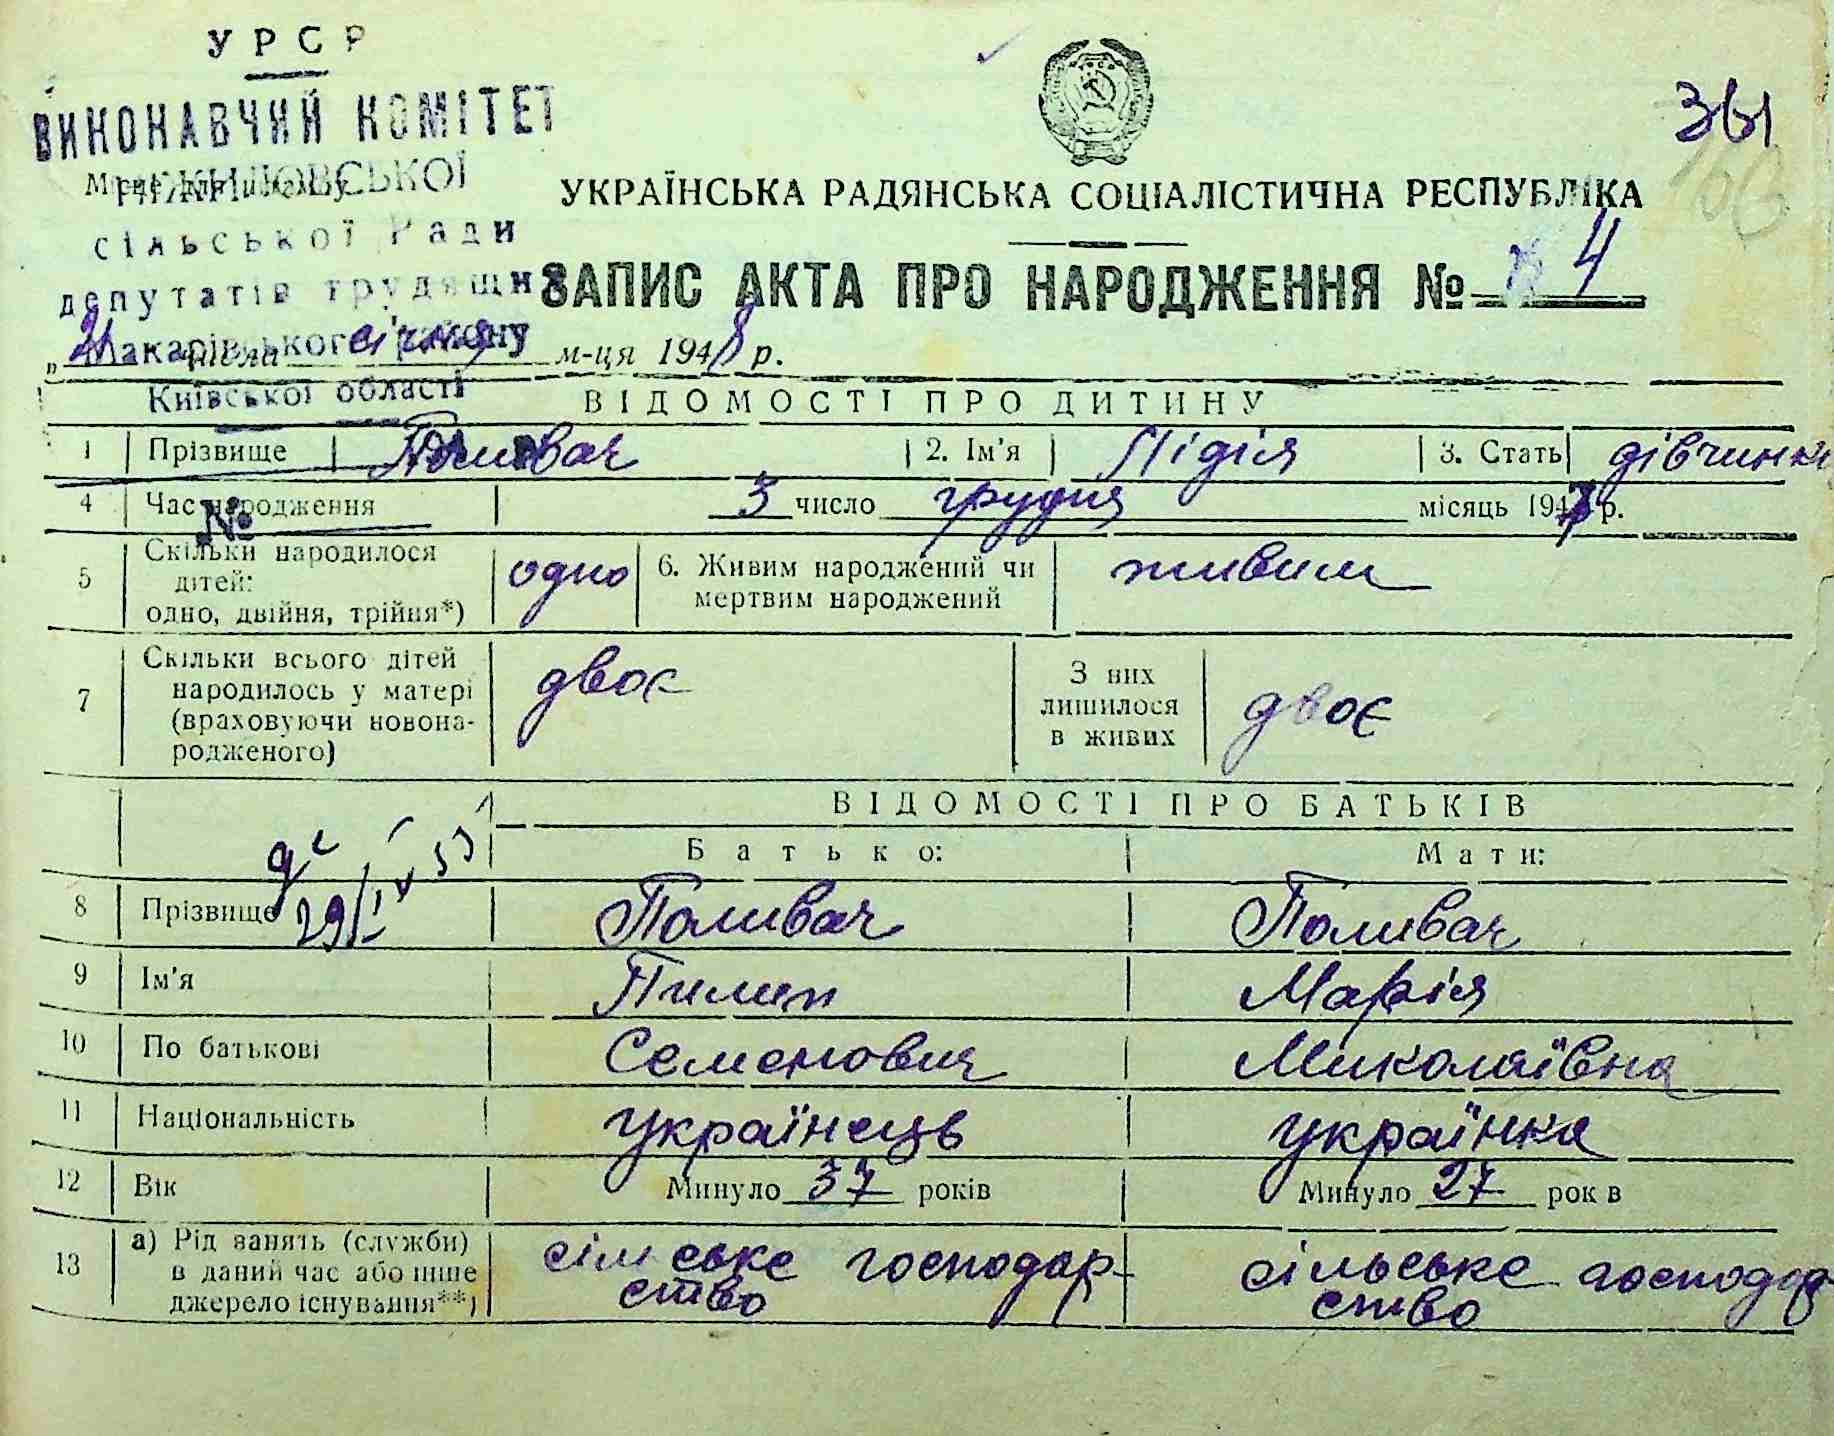 УРСР
ВИКОНАВЧИЙ КОМІТЕТ
сільської Ради
депутатів трудящих
Макарівського району
Київської області
№
361
УКРАЇНСЬКА РАДЯНСЬКА СОЦІАЛІСТИЧНА РЕСПУБЛІКА
ЗАПИС АКТА ПРО НАРОДЖЕННЯ № 4
„21 числа січня м-ця 1948 р.
ВІДОМОСТІ ПРО ДИТИНУ
1 Прізвище Поливач 2. Ім'я Лідія 3. Стать дівчинка
4 Час народження 3 число грудня місяць 1947 р.
5 Скільки народилося дітей: одно, двійня, трійня*) одно 6. Живим народжений чи мертвим народжений живим
7 Скільки всього дітей народилось у матері (враховуючи новонародженого) двоє З них лишилося в живих двоє
ВІДОМОСТІ ПРО БАТЬКІВ
Батько: Мати:
8 Прізвище Поливач Поливач
9 Ім'я Пилип Марія
10 По батькові Семенович Миколаївна
11 Національність українець українка
12 Вік Минуло 37 років Минуло 27 років
13 а) Рід занять (служби) в даний час або інше джерело існування**) сільське господарство сільське господарство